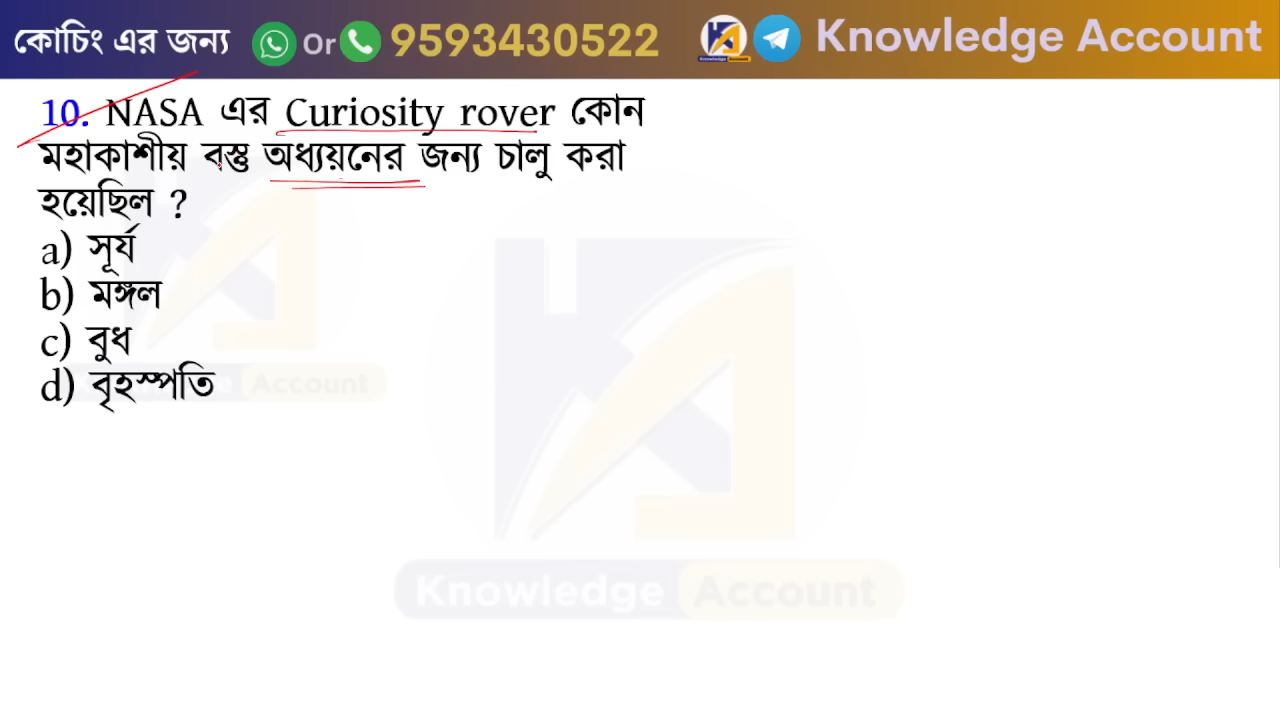 কোচিং এর জন্য Or 9593430522 Knowledge Account
10. NASA এর Curiosity rover কোন
মহাকাশীয় বস্তু অধ্যয়নের জন্য চালু করা
হয়েছিল ?
a) সূর্য
b) মঙ্গল
c) বুধ
d) বৃহস্পতি
Account
Knowledge Account